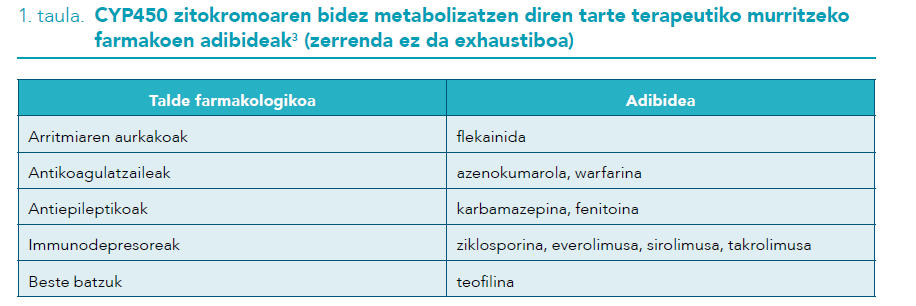 1. taula. CYP450 zitokromoaren bidez metabolizatzen diren tarte terapeutiko murritzeko
farmakoen adibideak³ (zerrenda ez da exhaustiboa)
Talde farmakologikoa Adibidea
Arritmiaren aurkakoak flekainida
Antikoagulatzaileak azenokumarola, warfarina
Antiepileptikoak karbamazepina, fenitoina
Immunodepresoreak ziklosporina, everolimusa, sirolimusa, takrolimusa
Beste batzuk teofilina